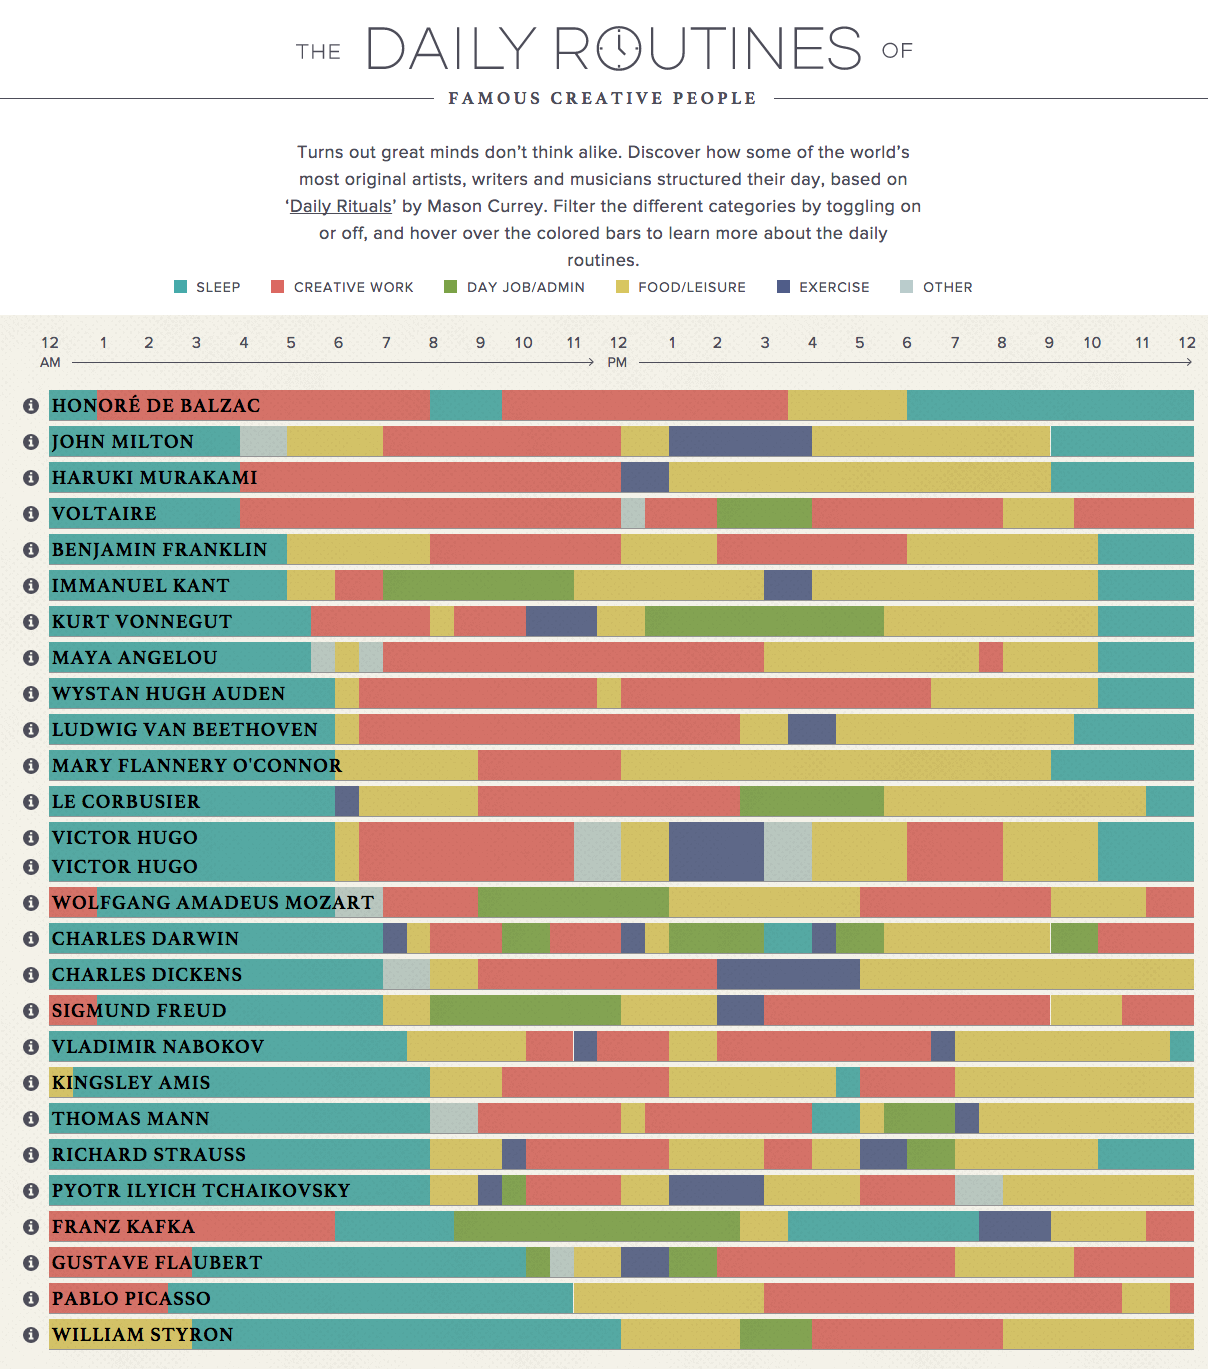 THE DAILY ROUTINES OF
FAMOUS CREATIVE PEOPLE
Turns out great minds don’t think alike. Discover how some of the world’s
most original artists, writers and musicians structured their day, based on
‘Daily Rituals’ by Mason Currey. Filter the different categories by toggling on
or off, and hover over the colored bars to learn more about the daily
routines.
SLEEP CREATIVE WORK DAY JOB/ADMIN FOOD/LEISURE EXERCISE OTHER
12 1 2 3 4 5 6 7 8 9 10 11 12 1 2 3 4 5 6 7 8 9 10 11 12
AM PM
HONORÉ DE BALZAC
JOHN MILTON
HARUKI MURAKAMI
VOLTAIRE
BENJAMIN FRANKLIN
IMMANUEL KANT
KURT VONNEGUT
MAYA ANGELOU
WYSTAN HUGH AUDEN
LUDWIG VAN BEETHOVEN
MARY FLANNERY O'CONNOR
LE CORBUSIER
VICTOR HUGO
VICTOR HUGO
WOLFGANG AMADEUS MOZART
CHARLES DARWIN
CHARLES DICKENS
SIGMUND FREUD
VLADIMIR NABOKOV
KINGSLEY AMIS
THOMAS MANN
RICHARD STRAUSS
PYOTR ILYICH TCHAIKOVSKY
FRANZ KAFKA
GUSTAVE FLAUBERT
PABLO PICASSO
WILLIAM STYRON